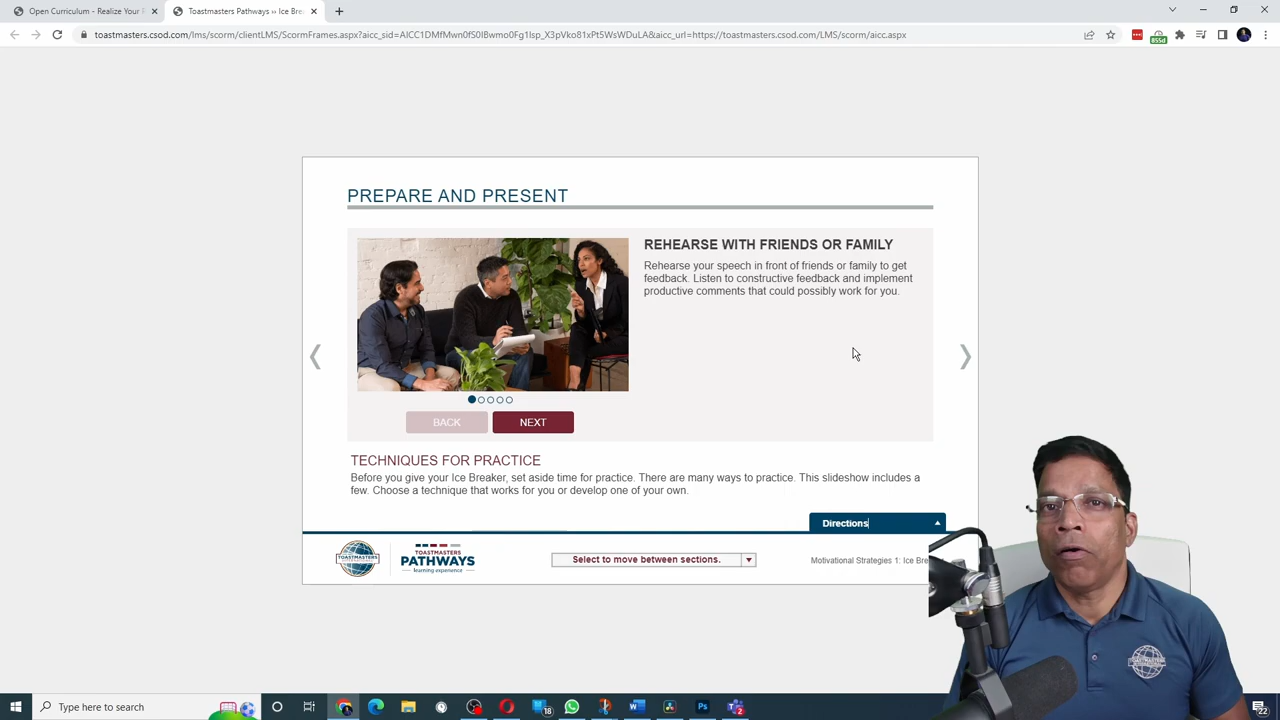 Open Curriculum - Realize Your P
Toastmasters Pathways ›› Ice Bre
toastmasters.csod.com/lms/scorm/clientLMS/ScormFrames.aspx?aicc_sid=AICC1DMfMwn0fS0IBwmo0Fg1lsp_X3pVko81xPt5WsWDuLA&aicc_url=https://toastmasters.csod.com/LMS/scorm/aicc.aspx
855d
PREPARE AND PRESENT
REHEARSE WITH FRIENDS OR FAMILY
Rehearse your speech in front of friends or family to get
feedback. Listen to constructive feedback and implement
productive comments that could possibly work for you.
BACK
NEXT
TECHNIQUES FOR PRACTICE
Before you give your Ice Breaker, set aside time for practice. There are many ways to practice. This slideshow includes a
few. Choose a technique that works for you or develop one of your own.
Directions
TOASTMASTERS
INTERNATIONAL
TOASTMASTERS
PATHWAYS
learning experience
Select to move between sections.
Motivational Strategies 1: Ice Bre
Type here to search
18
2
2